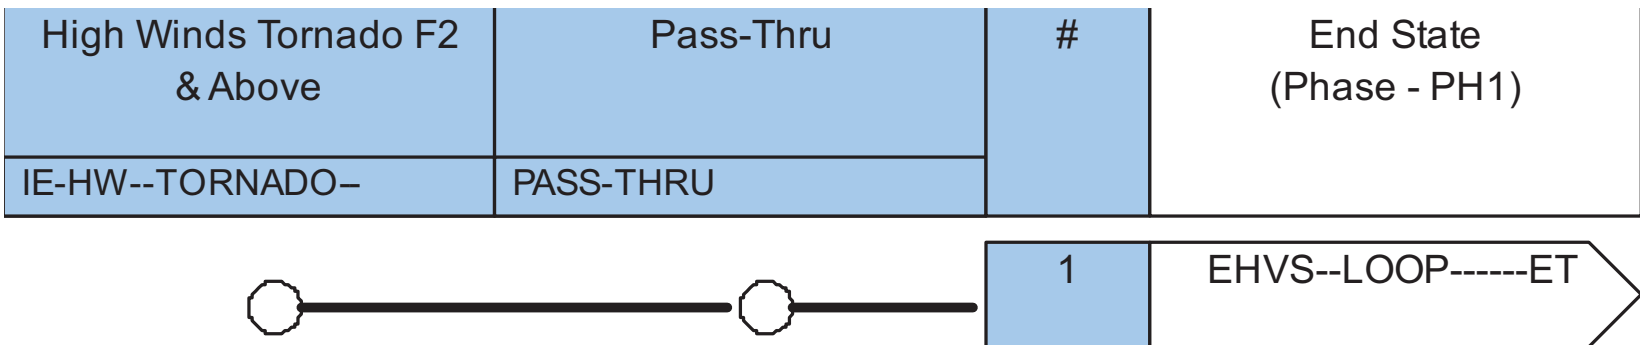 High Winds Tornado F2
& Above
Pass-Thru
#
End State
(Phase - PH1)
IE-HW--TORNADO–
PASS-THRU
1
EHVS--LOOP------ET